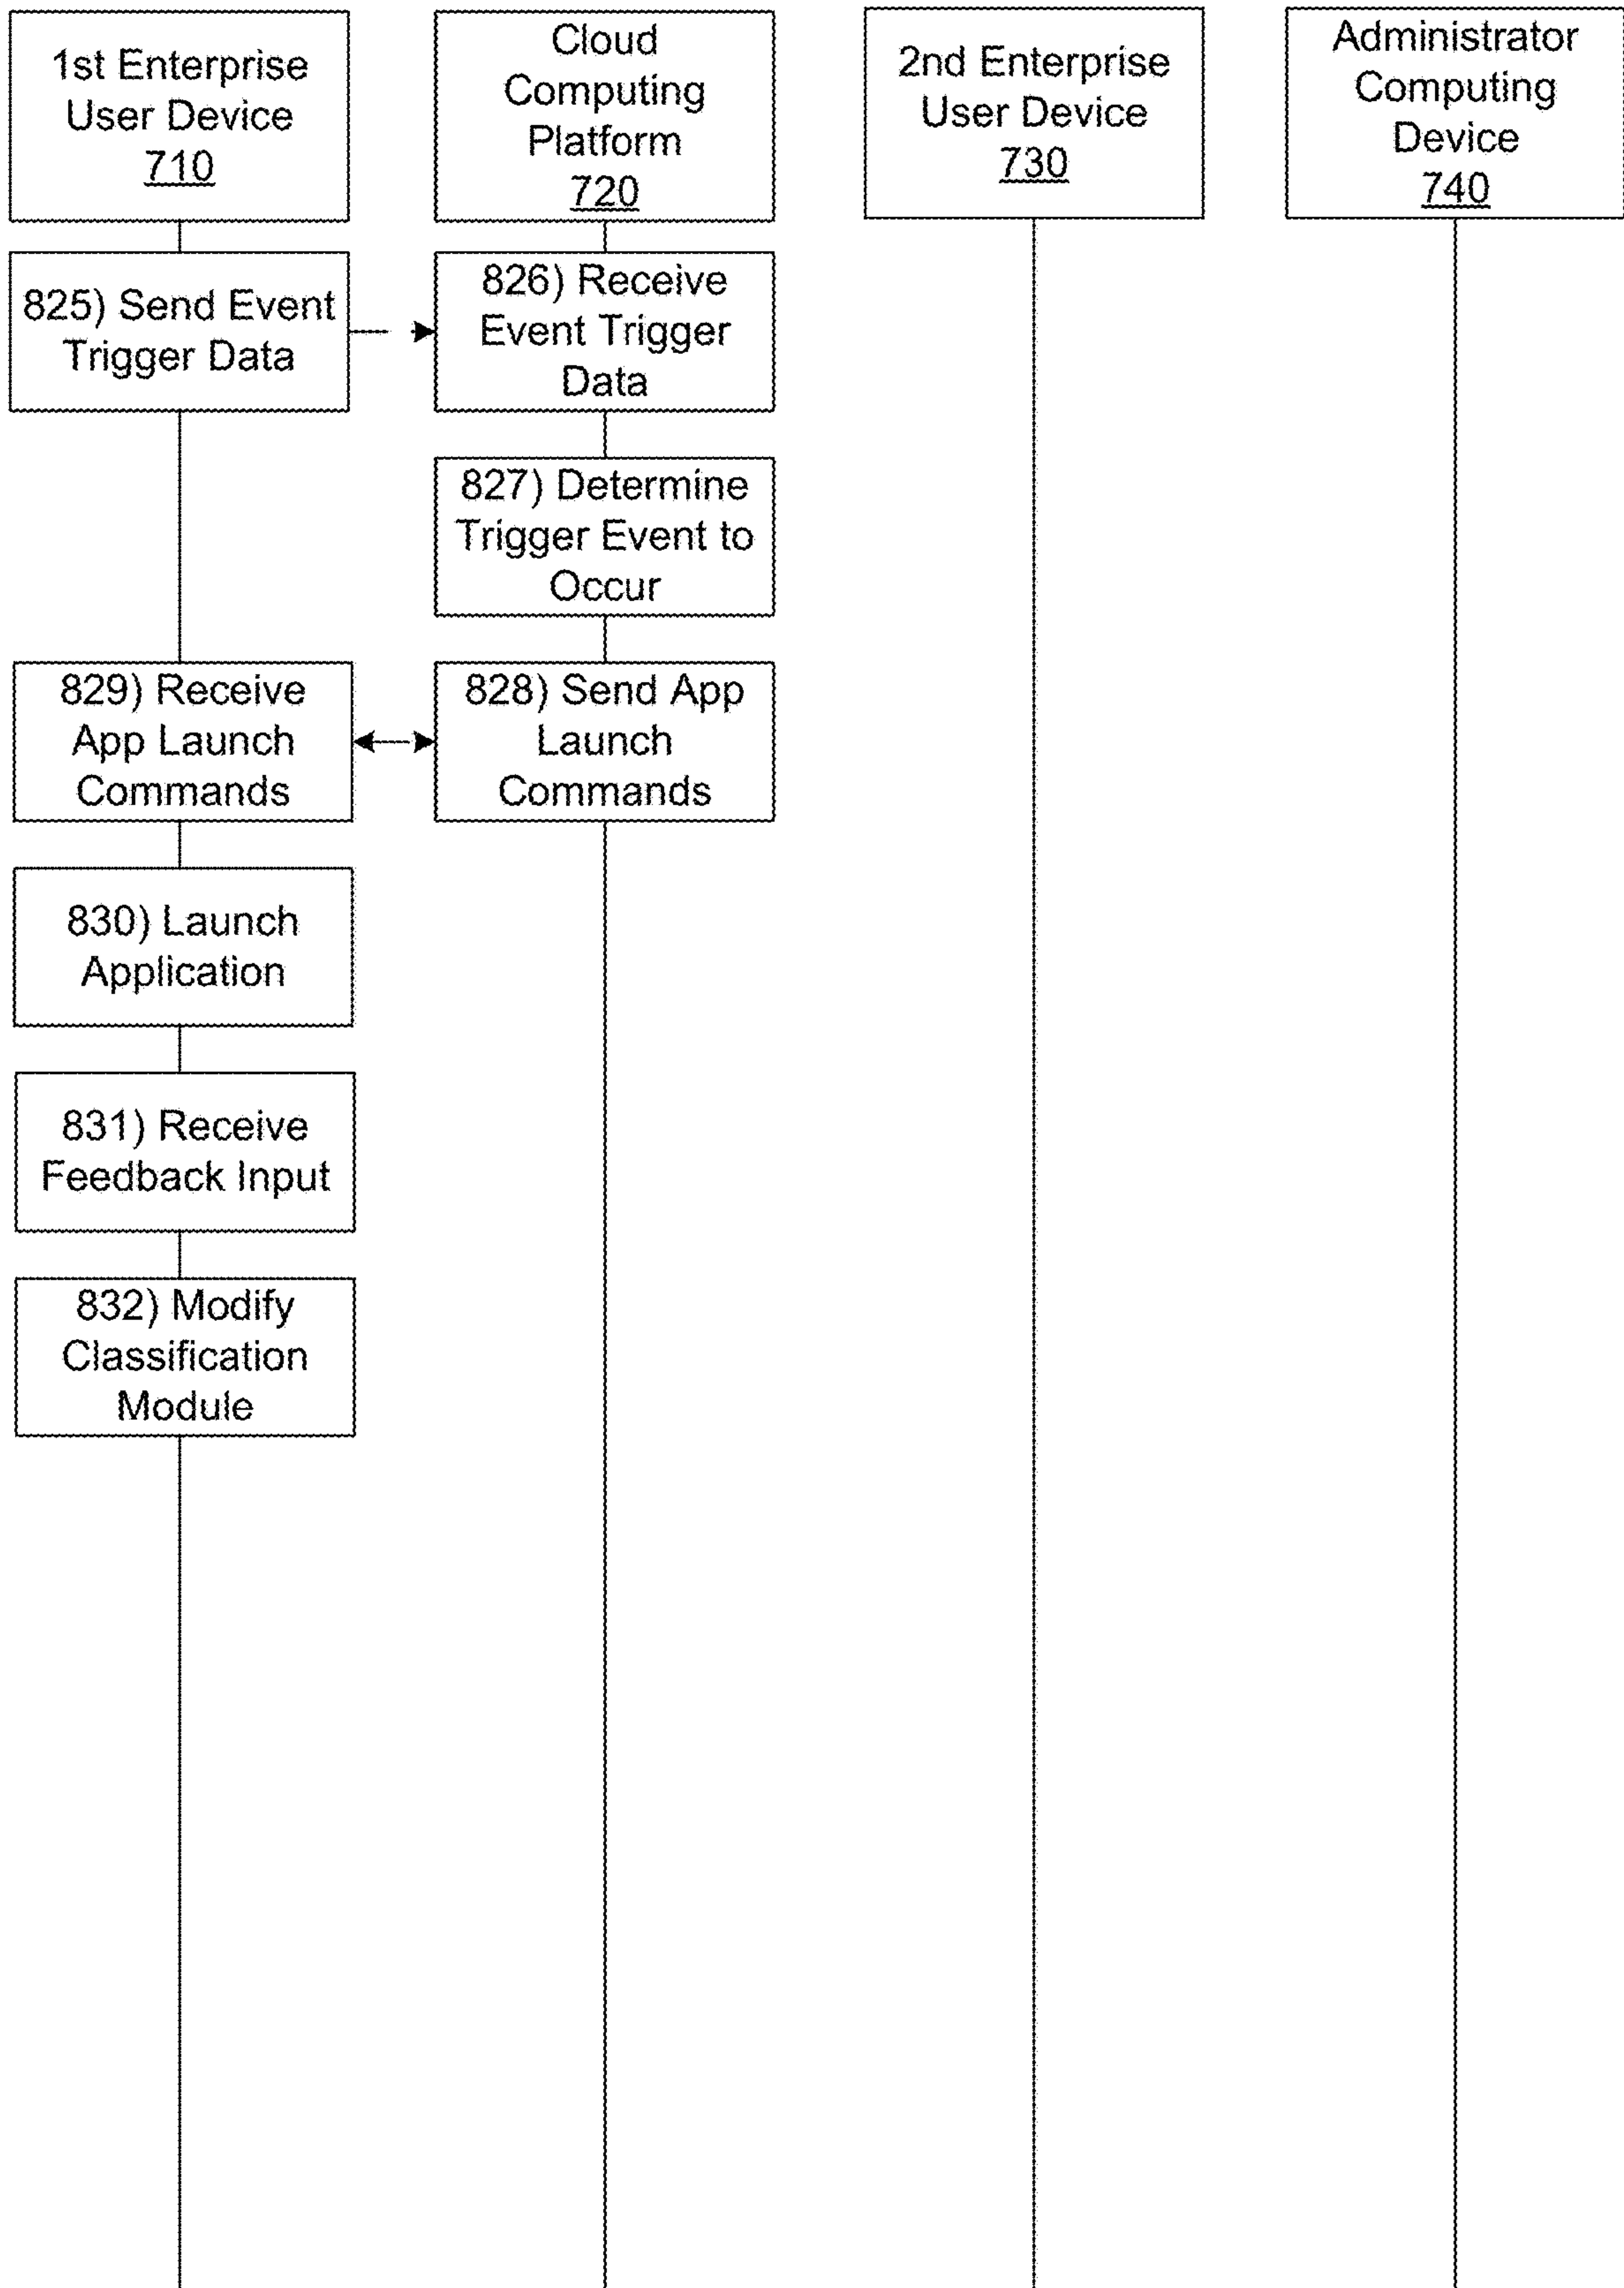 1st Enterprise
User Device
710
Cloud
Computing
Platform
720
2nd Enterprise
User Device
730
Administrator
Computing
Device
740
825) Send Event
Trigger Data
826) Receive
Event Trigger
Data
827) Determine
Trigger Event to
Occur
829) Receive
App Launch
Commands
828) Send App
Launch
Commands
830) Launch
Application
831) Receive
Feedback Input
832) Modify
Classification
Module